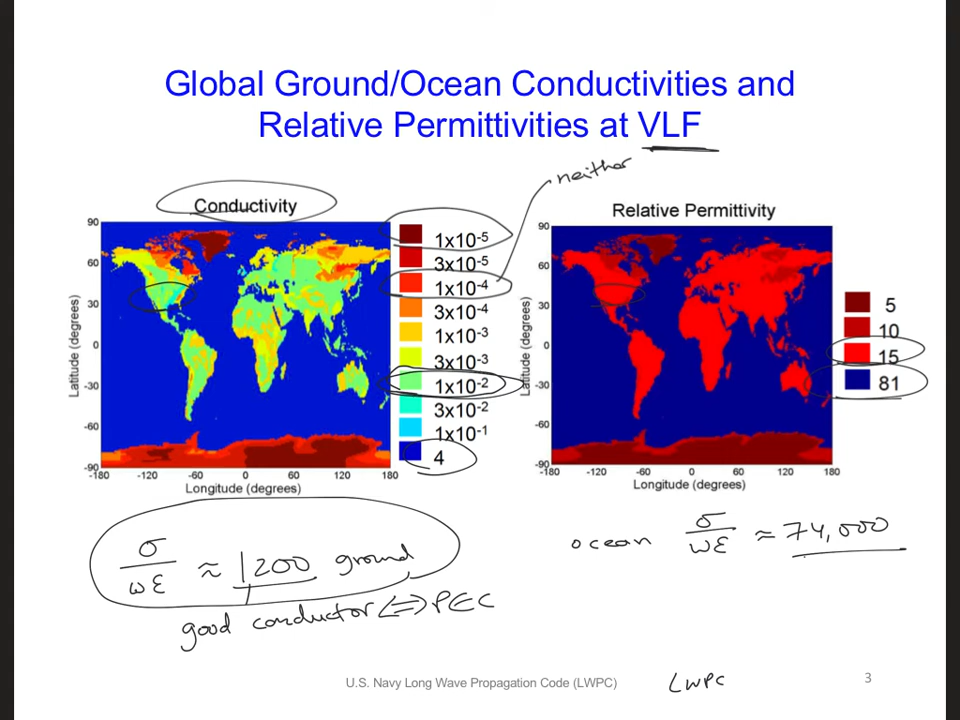 Global Ground/Ocean Conductivities and
Relative Permittivities at VLF
neither
Conductivity
90
60
30
0
-30
-60
-90
Latitude (degrees)
-120
-120
-60
0
60
120
180
Longitude (degrees)
1x10-5
3x10-5
1x10-4
3x10-4
1x10-3
3x10-3
1x10-2
3x10-2
1x10-1
4
Relative Permittivity
90
60
30
0
-30
-60
-90
Latitude (degrees)
-180
-120
-60
0
60
120
180
Longitude (degrees)
5
10
15
81
σ/ωε ≈ 1200 ground
good conductor <=> PEC
ocean σ/ωε ≈ 74,000
U.S. Navy Long Wave Propagation Code (LWPC)
LWPC
3